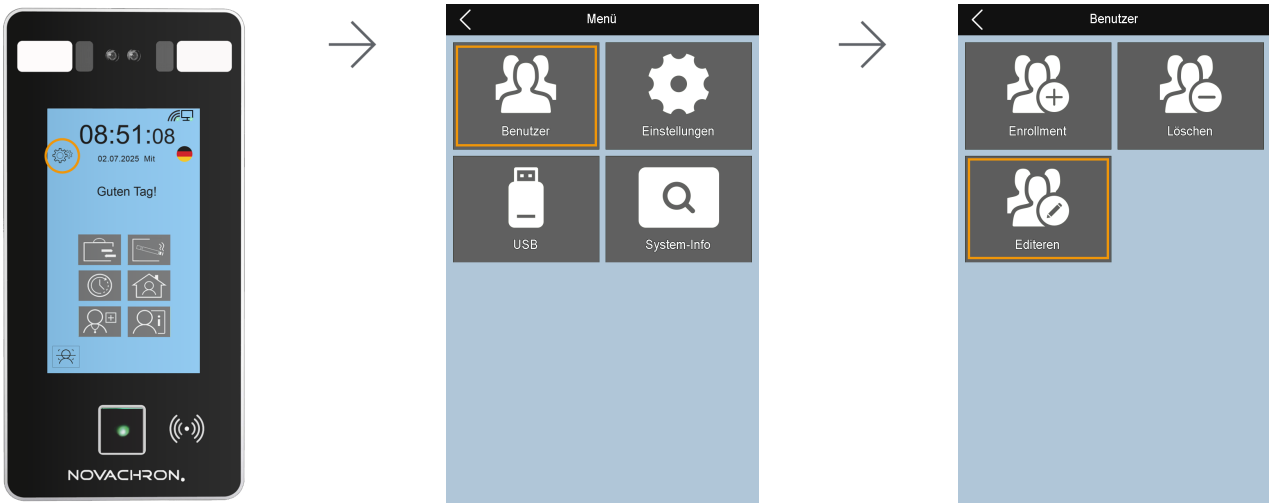 08:51:08
02.07.2025 Mit
Guten Tag!
NOVACHRON.
Menü
Benutzer
Einstellungen
USB
System-Info
Benutzer
Enrollment
Löschen
Editeren